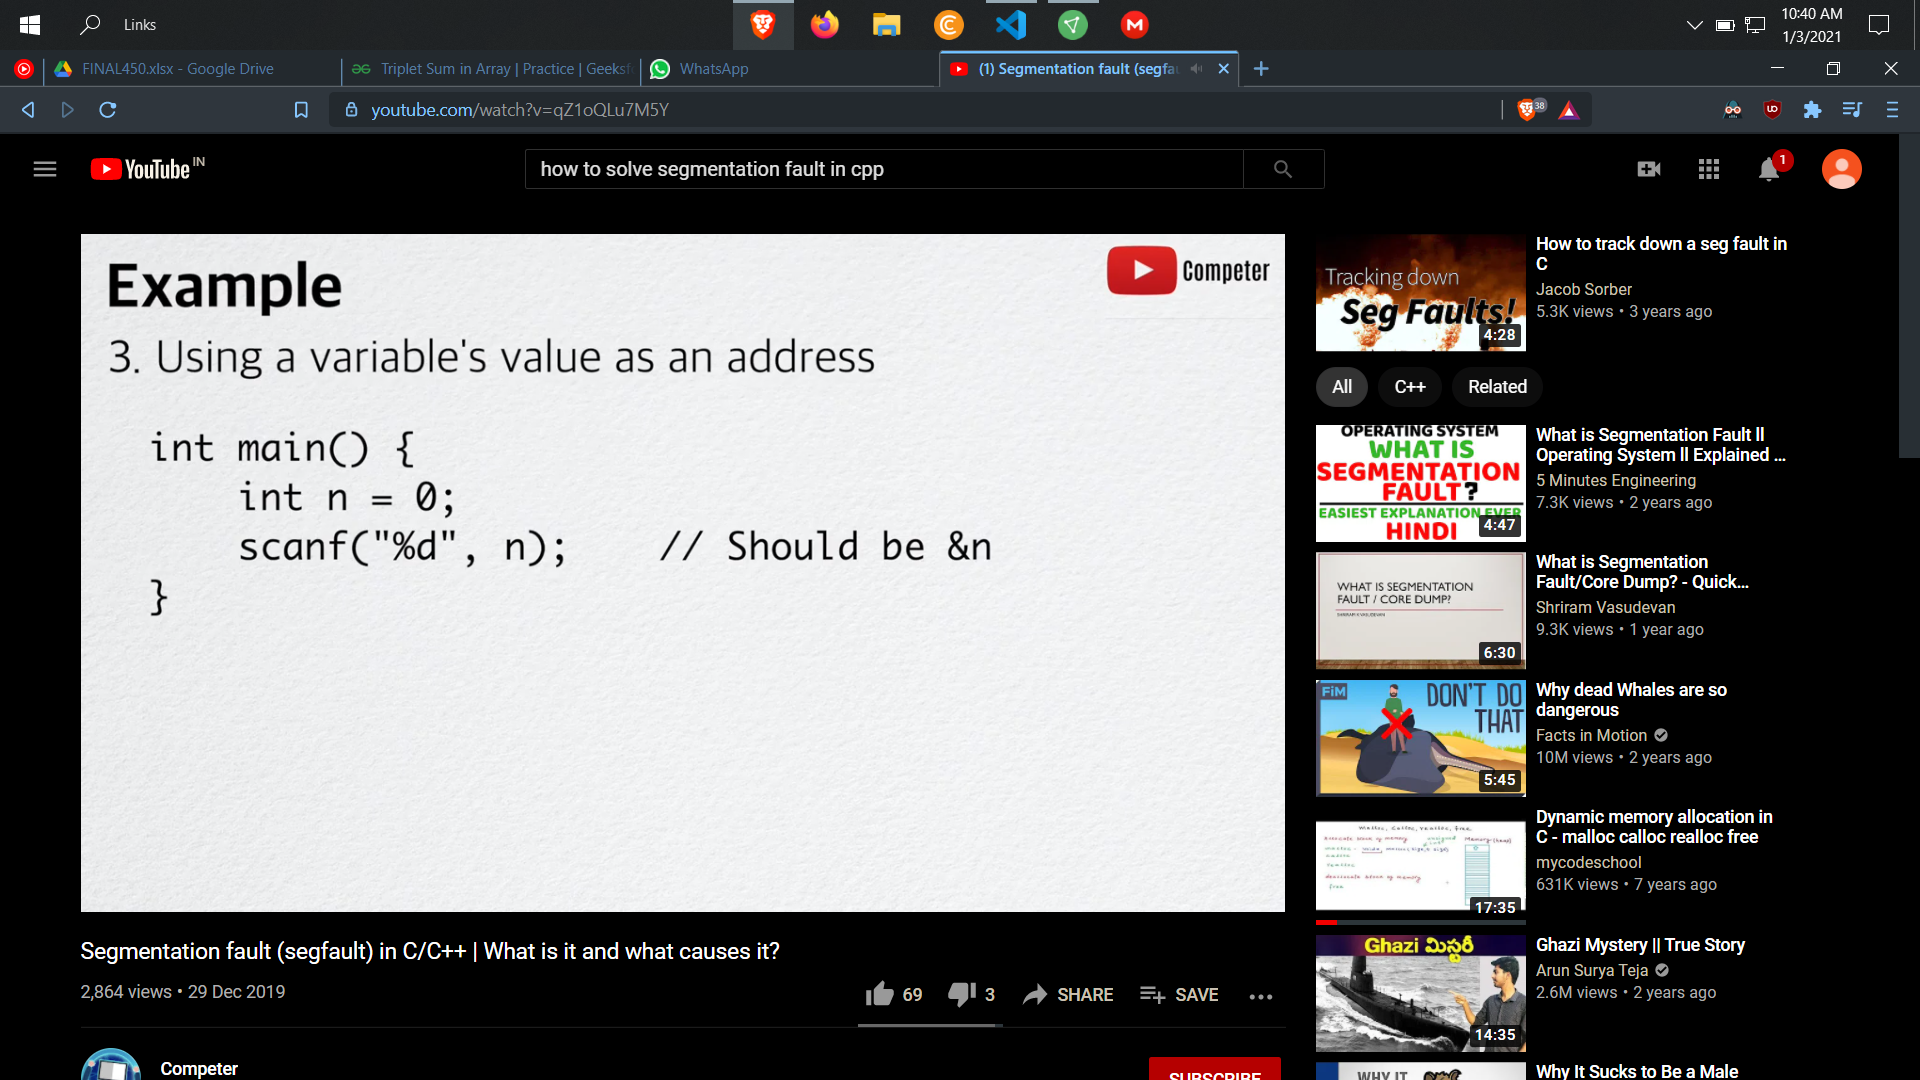 Links
10:40 AM
1/3/2021
FINAL450.xlsx - Google Drive
Triplet Sum in Array | Practice | Geeksf
WhatsApp
(1) Segmentation fault (segfau
youtube.com/watch?v=qZ1oQLu7M5Y
38
YouTube IN
how to solve segmentation fault in cpp
1
Example
Competer
3. Using a variable's value as an address
int main() {
int n = 0;
scanf("%d", n); // Should be &n
}
Segmentation fault (segfault) in C/C++ | What is it and what causes it?
2,864 views • 29 Dec 2019
69
3
SHARE
SAVE
Competer
SUBSCRIBE
Tracking down
Seg Faults!
4:28
How to track down a seg fault in
C
Jacob Sorber
5.3K views • 3 years ago
All
C++
Related
OPERATING SYSTEM
WHAT IS
SEGMENTATION
FAULT?
EASIEST EXPLANATION EVER
HINDI
4:47
What is Segmentation Fault ll
Operating System ll Explained ...
5 Minutes Engineering
7.3K views • 2 years ago
WHAT IS SEGMENTATION
FAULT / CORE DUMP?
SHRIRAM K VASUDEVAN
6:30
What is Segmentation
Fault/Core Dump? - Quick...
Shriram Vasudevan
9.3K views • 1 year ago
FiM
DON'T DO
THAT
5:45
Why dead Whales are so
dangerous
Facts in Motion
10M views • 2 years ago
malloc, calloc, realloc, free
17:35
Dynamic memory allocation in
C - malloc calloc realloc free
mycodeschool
631K views • 7 years ago
Ghazi మిస్టరీ
14:35
Ghazi Mystery || True Story
Arun Surya Teja
2.6M views • 2 years ago
WHY IT
Why It Sucks to Be a Male